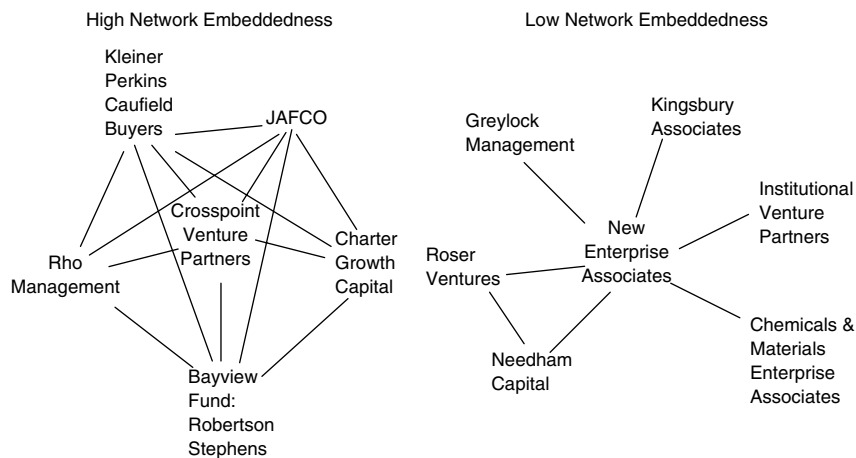 High Network Embeddedness
Kleiner
Perkins
Caufield
Buyers
JAFCO
Crosspoint
Venture
Partners
Rho
Management
Charter
Growth
Capital
Bayview
Fund:
Robertson
Stephens
Low Network Embeddedness
Greylock
Management
Kingsbury
Associates
Institutional
Venture
Partners
New
Enterprise
Associates
Roser
Ventures
Needham
Capital
Chemicals &
Materials
Enterprise
Associates